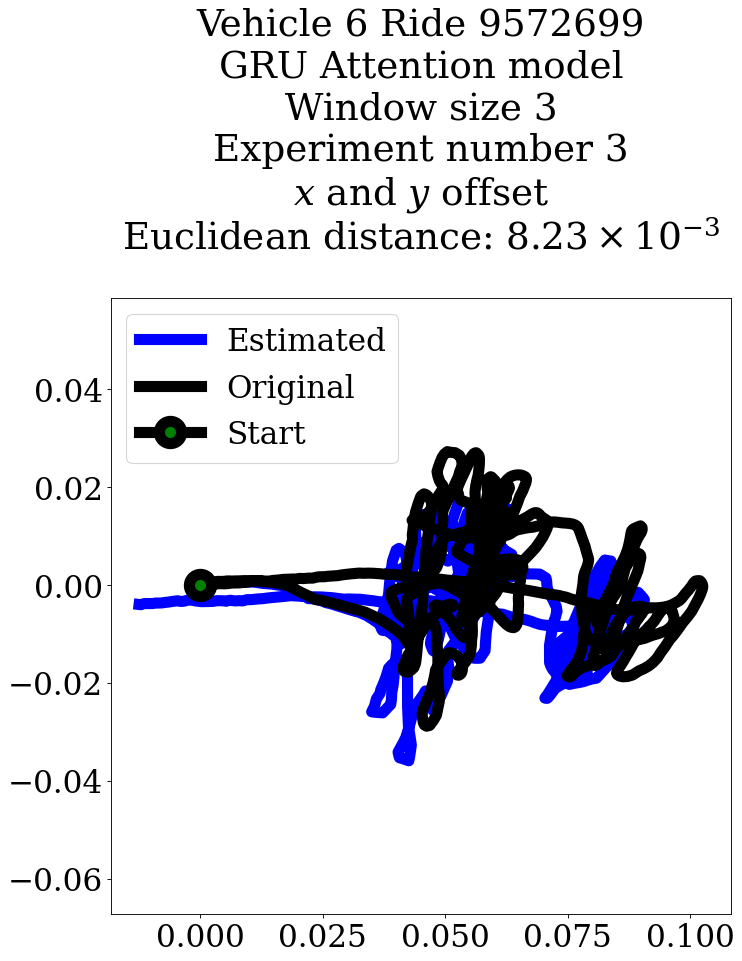 Vehicle 6 Ride 9572699
GRU Attention model
Window size 3
Experiment number 3
x and y offset
Euclidean distance: 8.23 × 10⁻³
Estimated
Original
Start
0.04
0.02
0.00
−0.02
−0.04
−0.06
0.000 0.025 0.050 0.075 0.100